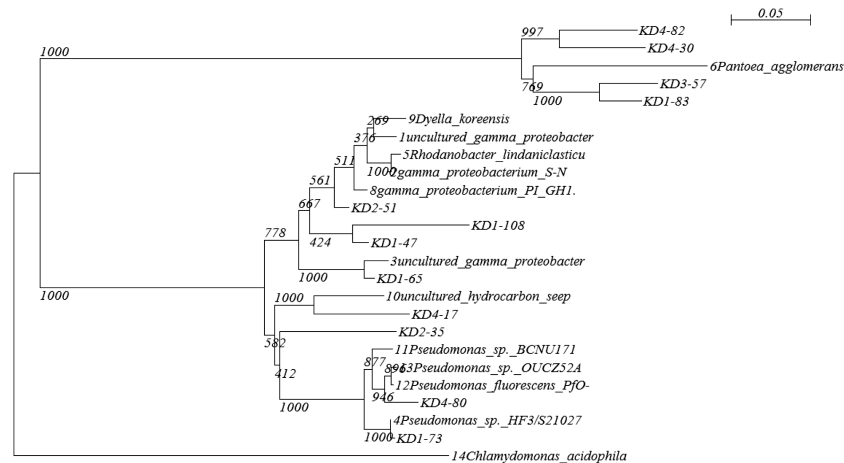 0.05
997
KD4-82
KD4-30
1000
6Pantoea_agglomerans
769
KD3-57
1000
KD1-83
269
9Dyella_koreensis
376
1uncultured_gamma_proteobacter
511
5Rhodanobacter_lindaniclasticu
1000
2gamma_proteobacterium_S-N
561
8gamma_proteobacterium_PI_GH1.
667
KD2-51
778
KD1-108
424
KD1-47
3uncultured_gamma_proteobacter
1000
KD1-65
1000
1000
10uncultured_hydrocarbon_seep
KD4-17
582
KD2-35
412
11Pseudomonas_sp._BCNU171
877
896
13Pseudomonas_sp._OUCZ52A
12Pseudomonas_fluorescens_PfO-
946
KD4-80
1000
4Pseudomonas_sp._HF3/S21027
1000
KD1-73
14Chlamydomonas_acidophila